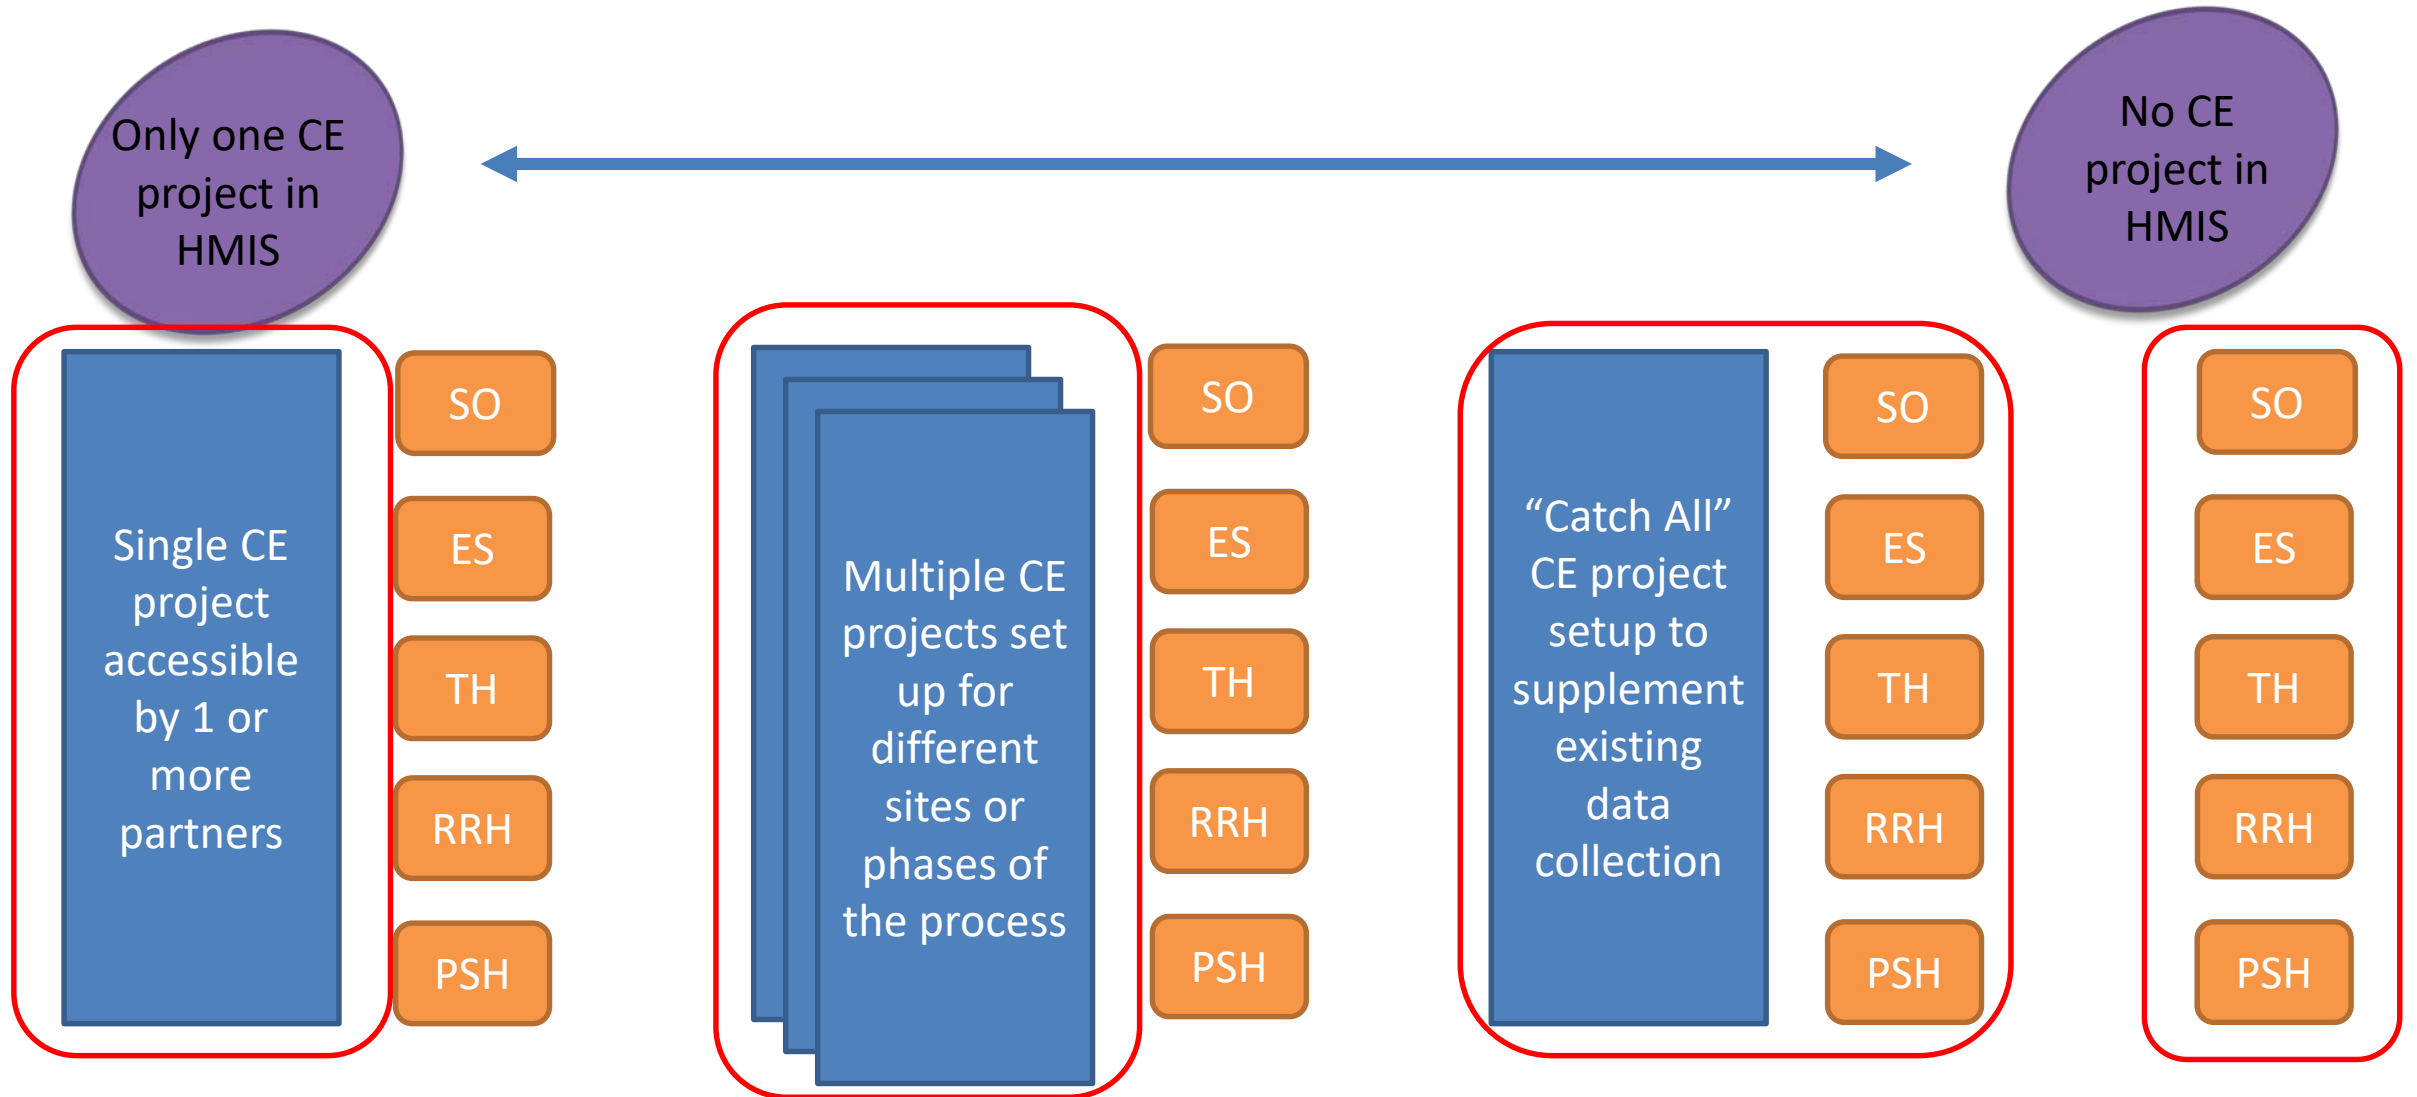 Only one CE
project in
HMIS
No CE
project in
HMIS
Single CE
project
accessible
by 1 or
more
partners
SO
ES
TH
RRH
PSH
Multiple CE
projects set
up for
different
sites or
phases of
the process
SO
ES
TH
RRH
PSH
“Catch All”
CE project
setup to
supplement
existing
data
collection
SO
ES
TH
RRH
PSH
SO
ES
TH
RRH
PSH